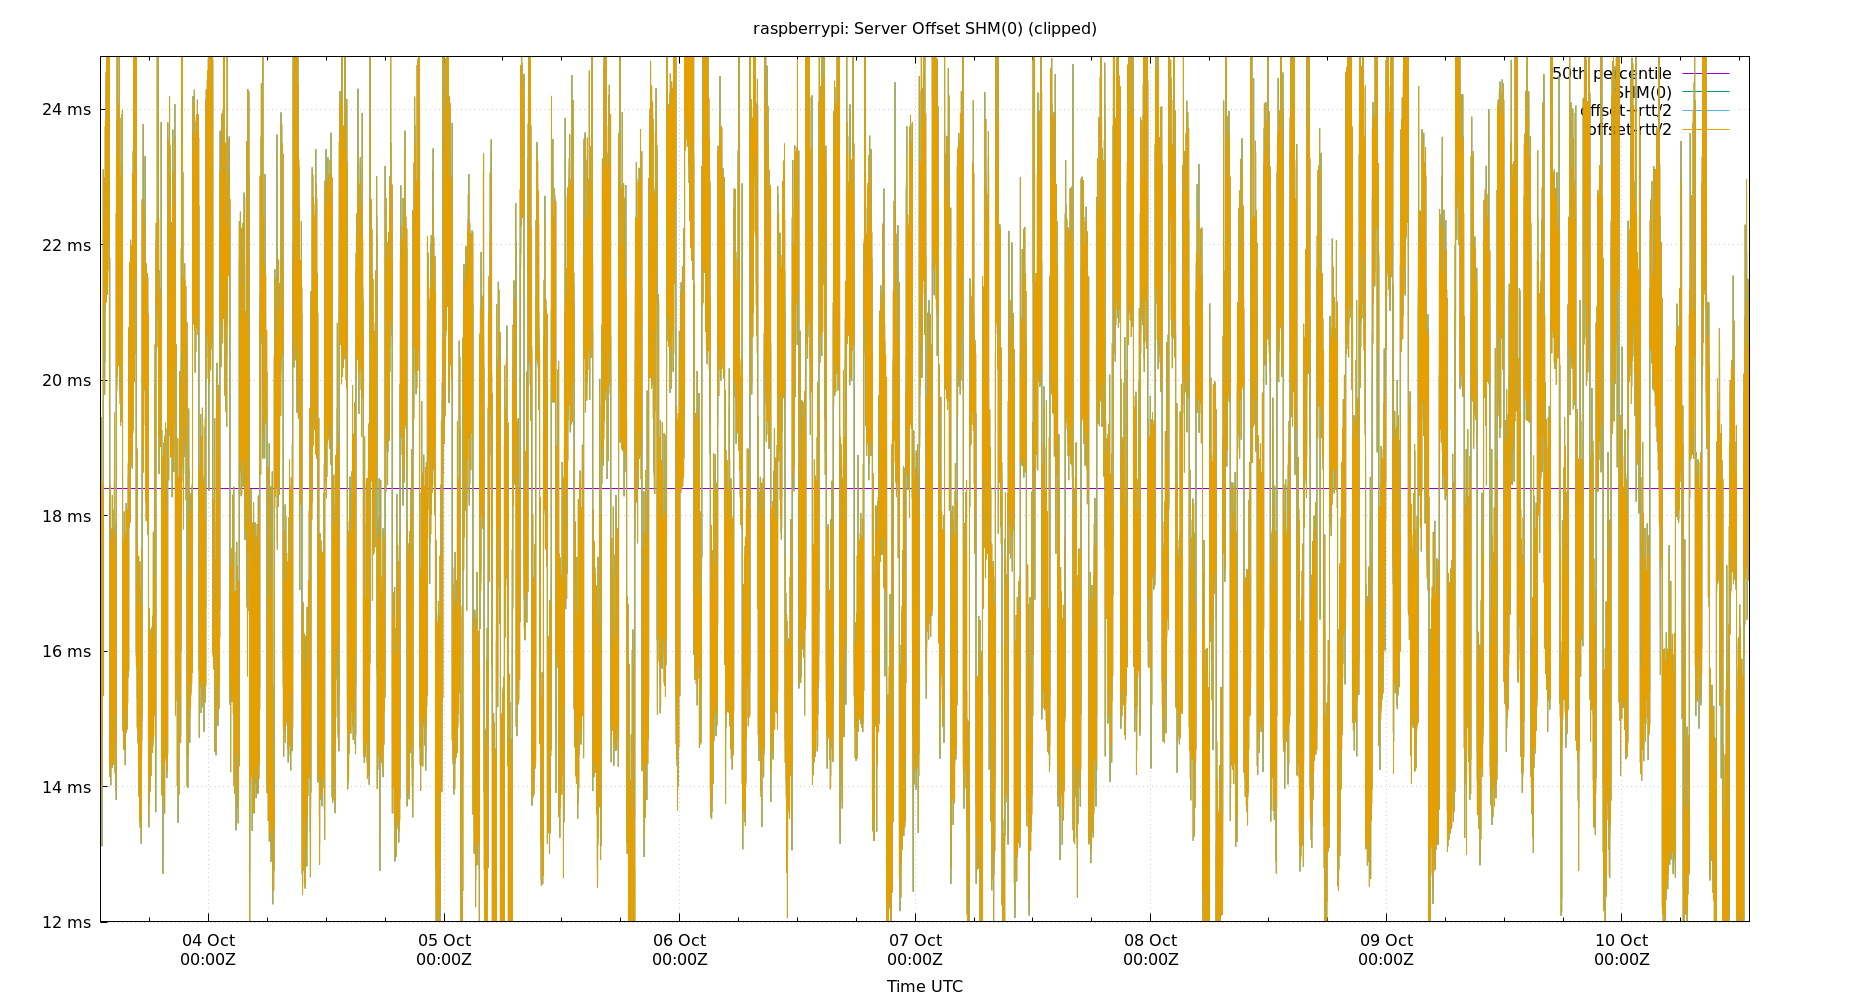 raspberrypi: Server Offset SHM(0) (clipped)
50th percentile
SHM(0)
offset+rtt/2
offset-rtt/2
24 ms
22 ms
20 ms
18 ms
16 ms
14 ms
12 ms
04 Oct
00:00Z
05 Oct
00:00Z
06 Oct
00:00Z
07 Oct
00:00Z
08 Oct
00:00Z
09 Oct
00:00Z
10 Oct
00:00Z
Time UTC